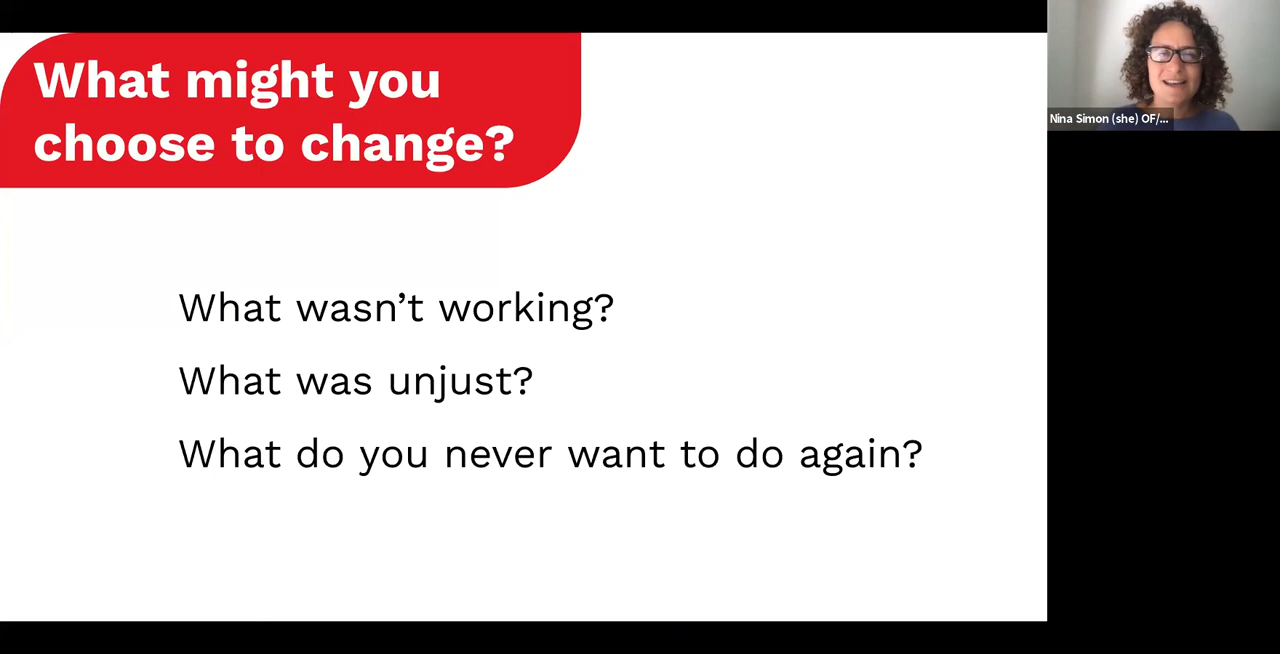 What might you
choose to change?
What wasn’t working?
What was unjust?
What do you never want to do again?
Nina Simon (she) OF/...